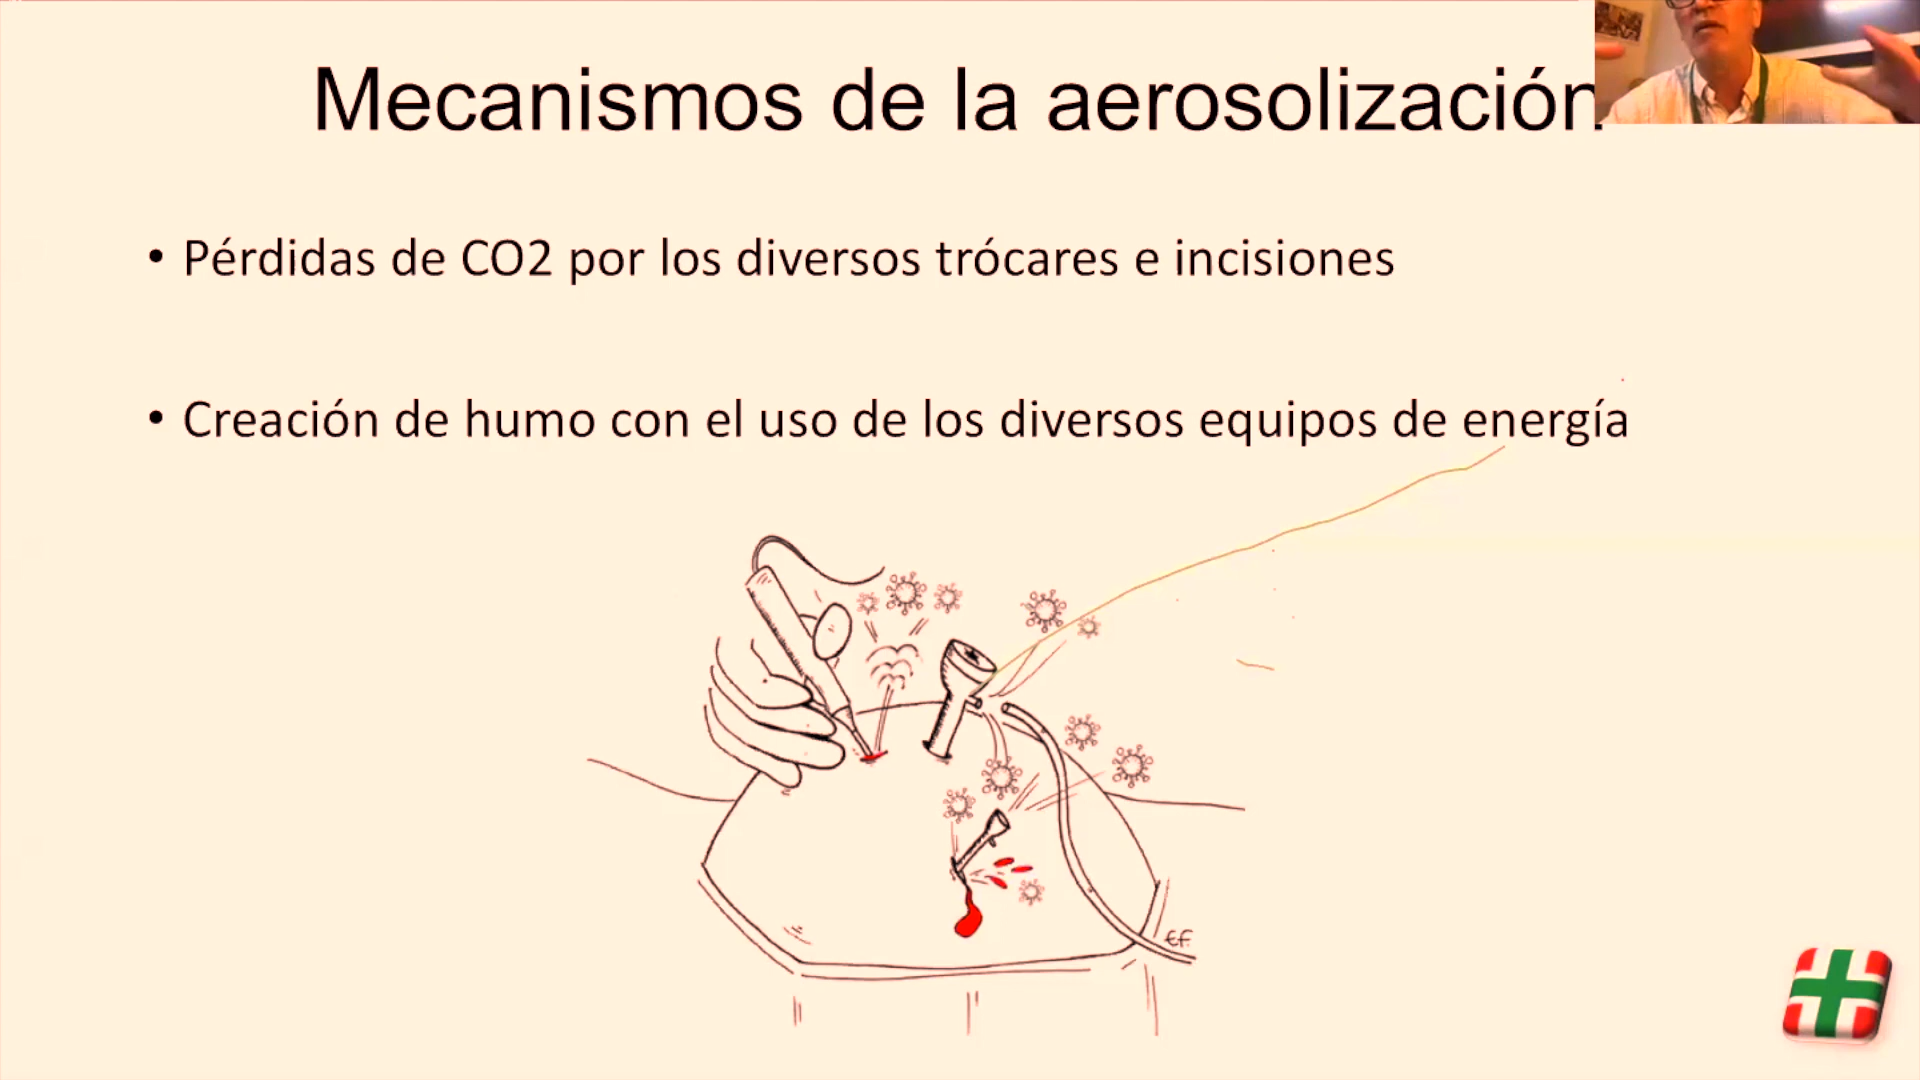 Mecanismos de la aerosolización
• Pérdidas de CO2 por los diversos trócares e incisiones
• Creación de humo con el uso de los diversos equipos de energía
EF